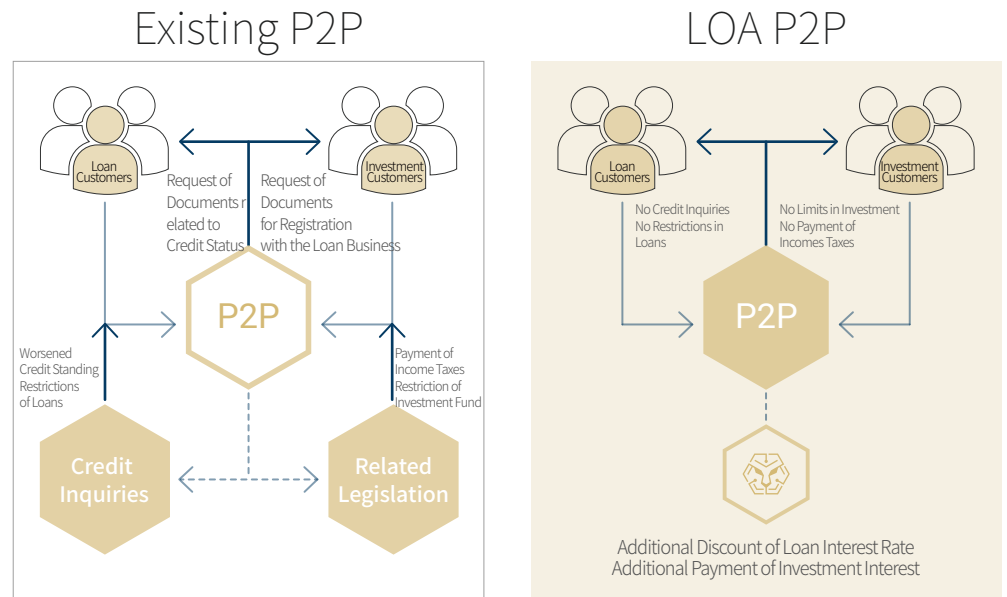 Existing P2P
LOA P2P
Loan
Customers
Investment
Customers
Request of
Documents r
elated to
Credit Status
Request of
Documents
for Registration
with the Loan Business
P2P
Worsened
Credit Standing
Restrictions
of Loans
Payment of
Income Taxes
Restriction of
Investment Fund
Credit
Inquiries
Related
Legislation
Loan
Customers
Investment
Customers
No Credit Inquiries
No Restrictions in
Loans
No Limits in Investment
No Payment of
Incomes Taxes
P2P
Additional Discount of Loan Interest Rate
Additional Payment of Investment Interest